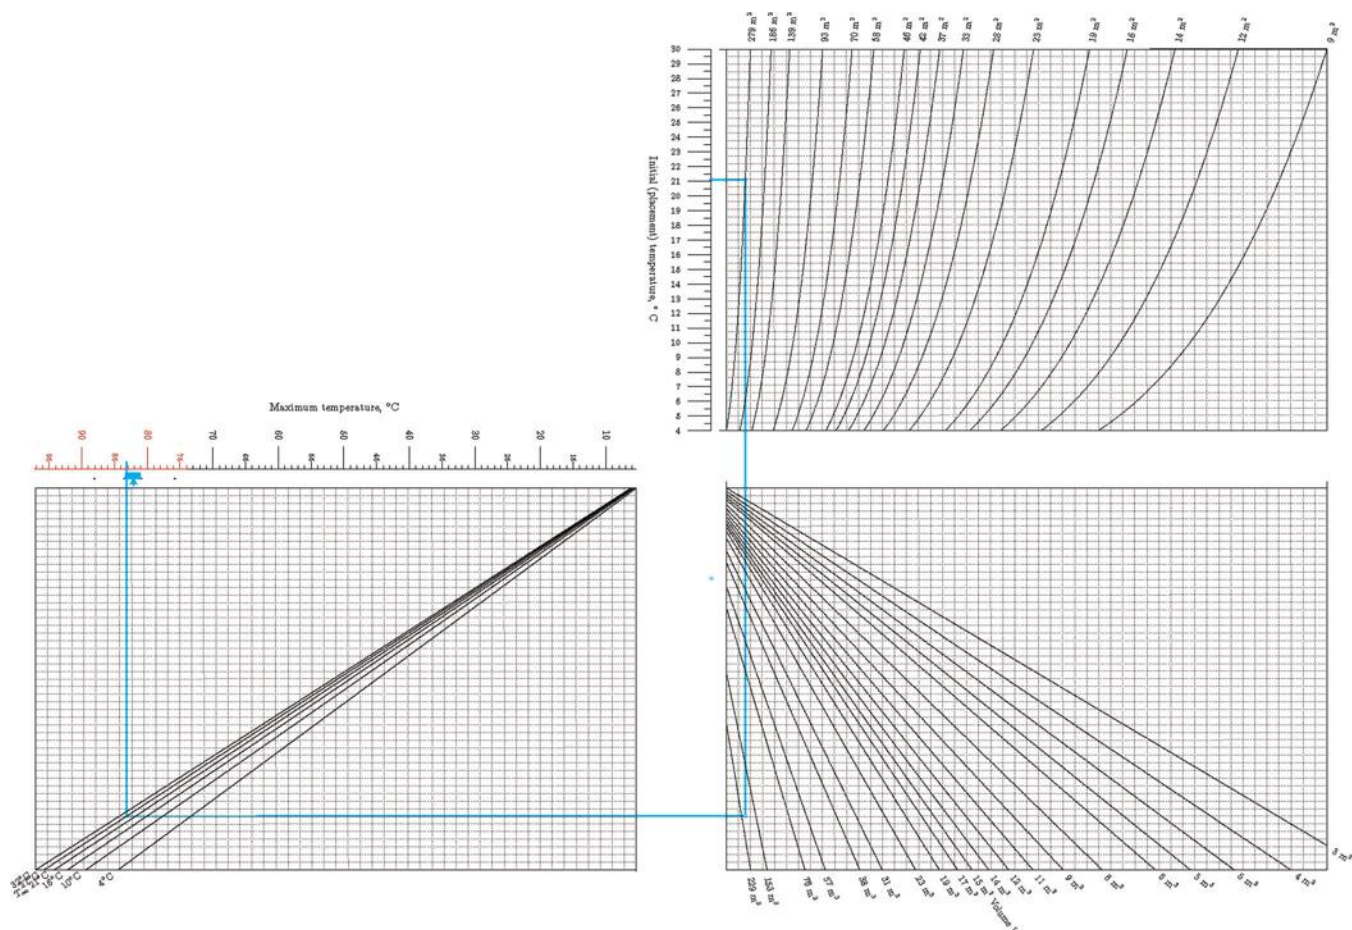 279 m²
186 m²
139 m²
93 m²
70 m²
58 m²
46 m²
42 m²
37 m²
33 m²
28 m²
23 m²
19 m²
16 m²
14 m²
12 m²
9 m²
30
29
28
27
26
25
24
23
22
21
20
19
18
17
16
15
14
13
12
11
10
9
8
7
6
5
4
Initial (placement) temperature, ° C
Maximum temperature, °C
90
80
70
60
50
40
30
20
10
21°C
16°C
10°C
4°C
229 m³
153 m³
76 m³
57 m³
38 m³
31 m³
23 m³
19 m³
17 m³
15 m³
14 m³
12 m³
11 m³
9 m³
8 m³
6 m³
5 m³
5 m³
4 m³
3 m³
Volume